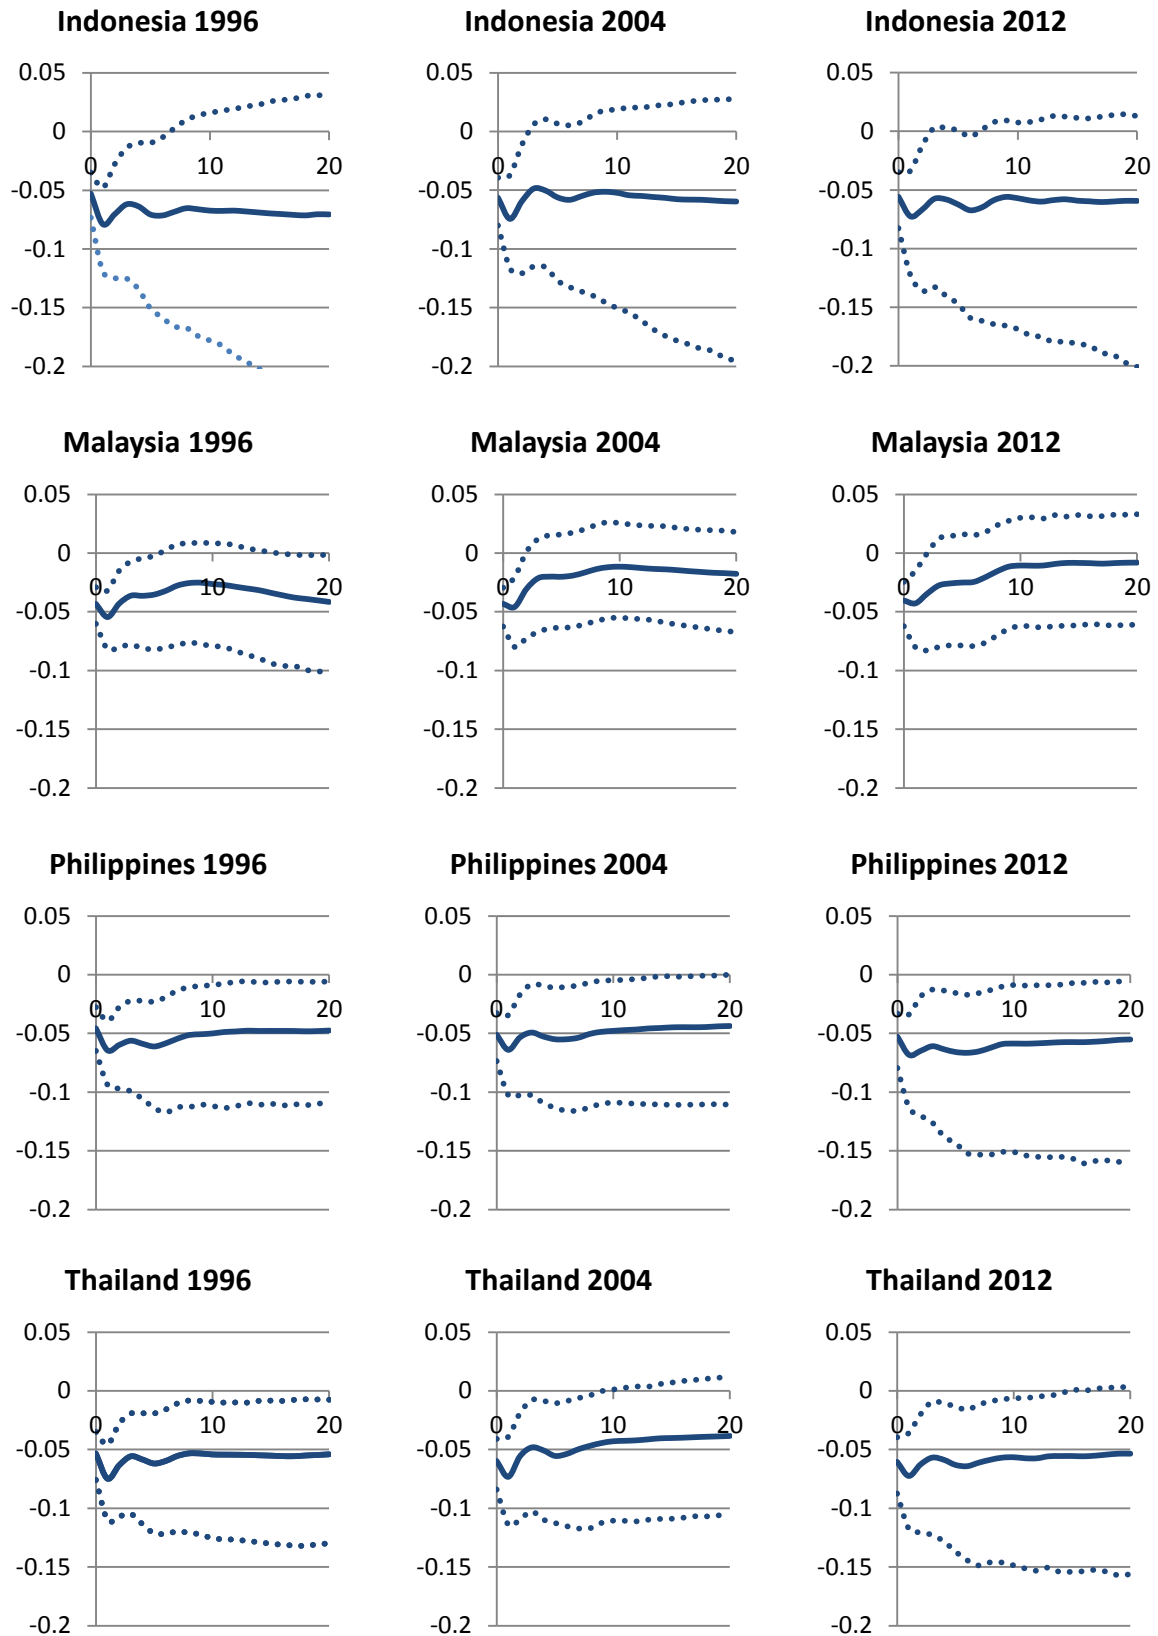 Indonesia 1996 Indonesia 2004 Indonesia 2012
0.05 0.05 0.05
0 0 0
0 10 20 0 10 20 0 10 20
-0.05 -0.05 -0.05
-0.1 -0.1 -0.1
-0.15 -0.15 -0.15
-0.2 -0.2 -0.2
Malaysia 1996 Malaysia 2004 Malaysia 2012
0.05 0.05 0.05
0 0 0
0 10 20 0 10 20 0 10 20
-0.05 -0.05 -0.05
-0.1 -0.1 -0.1
-0.15 -0.15 -0.15
-0.2 -0.2 -0.2
Philippines 1996 Philippines 2004 Philippines 2012
0.05 0.05 0.05
0 0 0
0 10 20 0 10 20 0 10 20
-0.05 -0.05 -0.05
-0.1 -0.1 -0.1
-0.15 -0.15 -0.15
-0.2 -0.2 -0.2
Thailand 1996 Thailand 2004 Thailand 2012
0.05 0.05 0.05
0 0 0
0 10 20 0 10 20 0 10 20
-0.05 -0.05 -0.05
-0.1 -0.1 -0.1
-0.15 -0.15 -0.15
-0.2 -0.2 -0.2